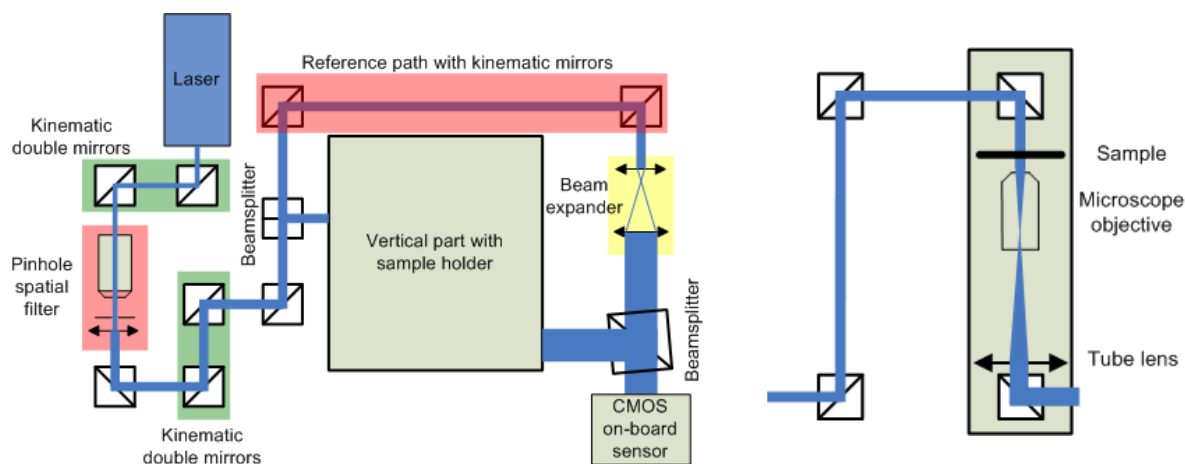 Laser
Reference path with kinematic mirrors
Kinematic
double mirrors
Beamsplitter
Beam
expander
Pinhole
spatial
filter
Vertical part with
sample holder
Beamsplitter
Kinematic
double mirrors
CMOS
on-board
sensor
Sample
Microscope
objective
Tube lens